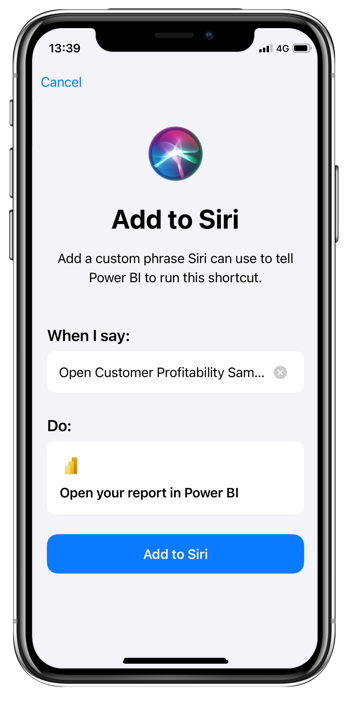 13:39 4G
Cancel
Add to Siri
Add a custom phrase Siri can use to tell
Power BI to run this shortcut.
When I say:
Open Customer Profitability Sam...
Do:
Open your report in Power BI
Add to Siri